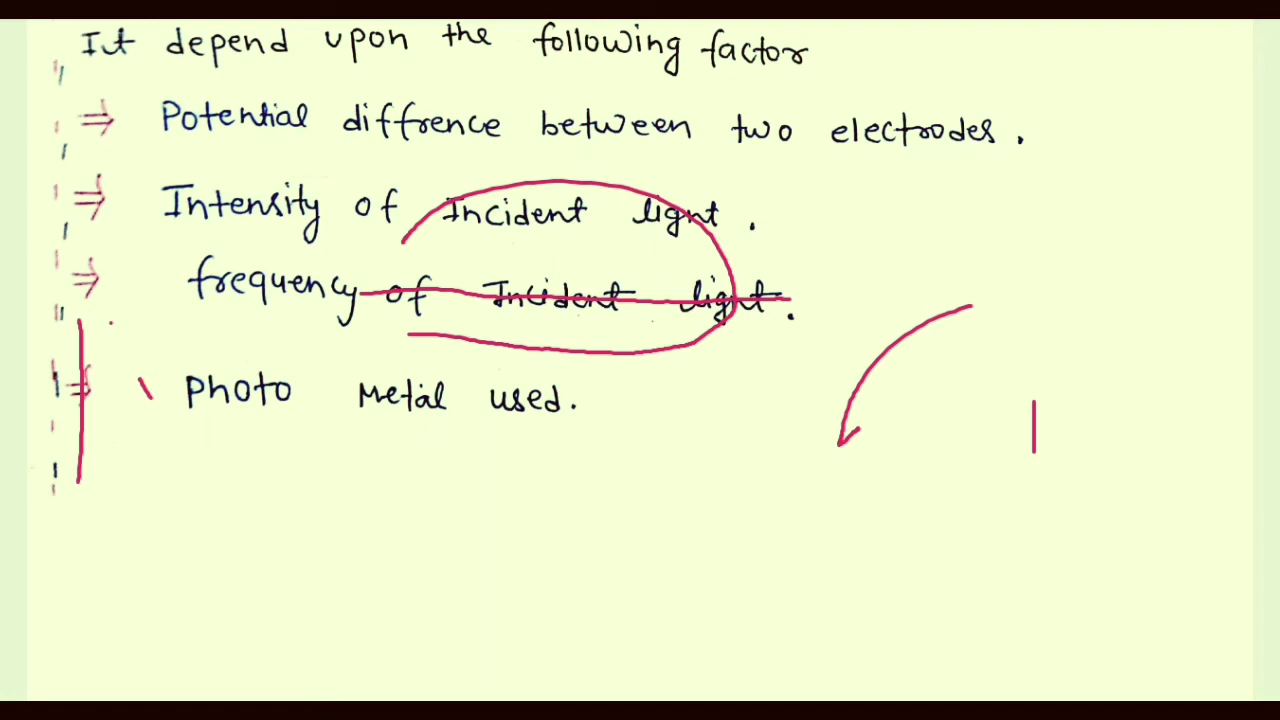 It depend upon the following factor
⇒ Potential diffrence between two electrodes.
⇒ Intensity of Incident light.
⇒ frequency of Incident light.
⇒ Photo Metal used.